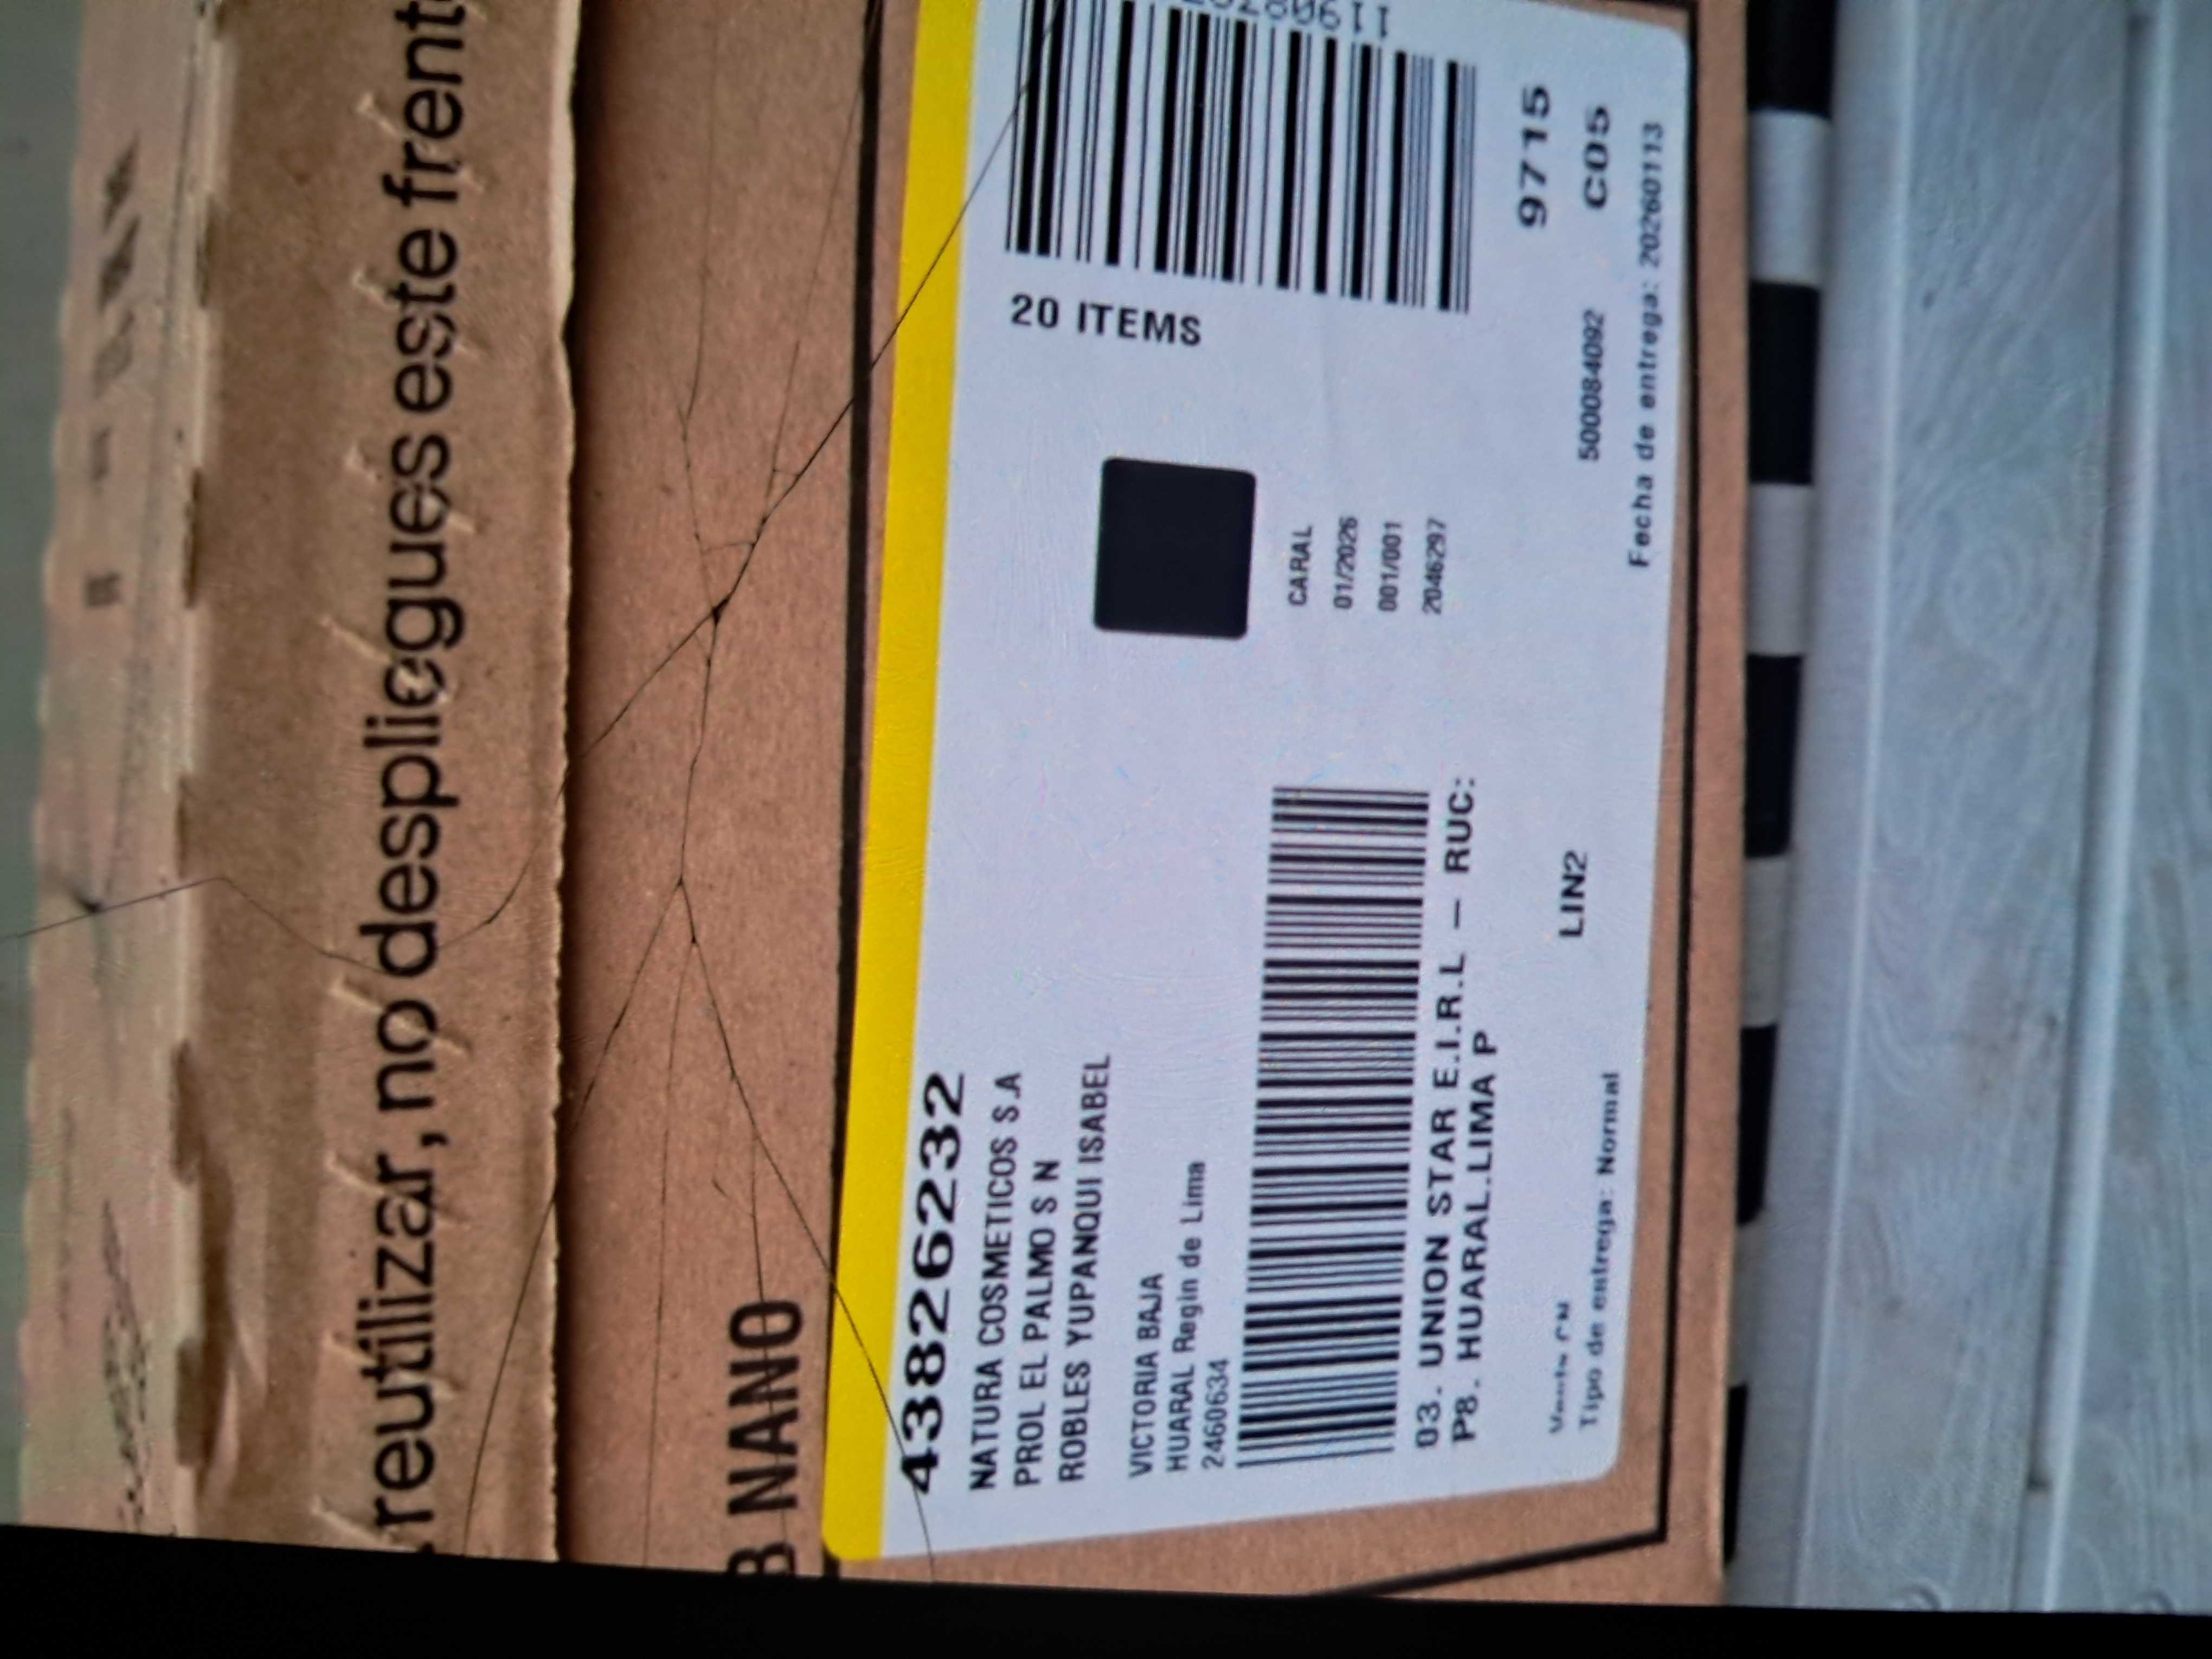 reutilizar, no despliegues este frente
B NANO
43826232
NATURA COSMETICOS S.A
PROL EL PALMO S N
ROBLES YUPANQUI ISABEL
VICTORIA BAJA
HUARAL Regin de Lima
2460634
03. UNION STAR E.I.R.L – RUC:
P8. HUARAL.LIMA P
LIN2
Tipo de entrega: Normal
20 ITEMS
CARAL
01/2026
001/001
2046297
9715
500084092 C05
Fecha de entrega: 202601113